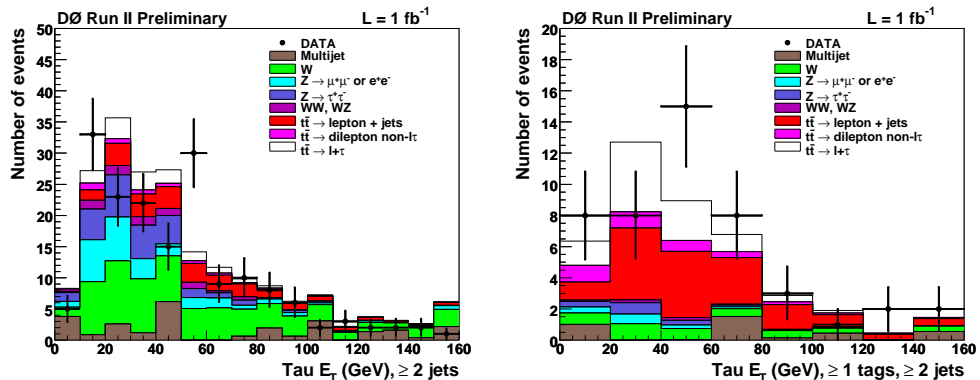 DØ Run II Preliminary L = 1 fb⁻¹
Number of events
50
45
40
35
30
25
20
15
10
5
0
DATA
Multijet
W
Z → μ⁺μ⁻ or e⁺e⁻
Z → τ⁺τ⁻
WW, WZ
tt̄ → lepton + jets
tt̄ → dilepton non-lτ
tt̄ → l+τ
0 20 40 60 80 100 120 140 160
Tau E_T (GeV), ≥ 2 jets
DØ Run II Preliminary L = 1 fb⁻¹
Number of events
20
18
16
14
12
10
8
6
4
2
0
DATA
Multijet
W
Z → μ⁺μ⁻ or e⁺e⁻
Z → τ⁺τ⁻
WW, WZ
tt̄ → lepton + jets
tt̄ → dilepton non-lτ
tt̄ → l+τ
0 20 40 60 80 100 120 140 160
Tau E_T (GeV), ≥ 1 tags, ≥ 2 jets